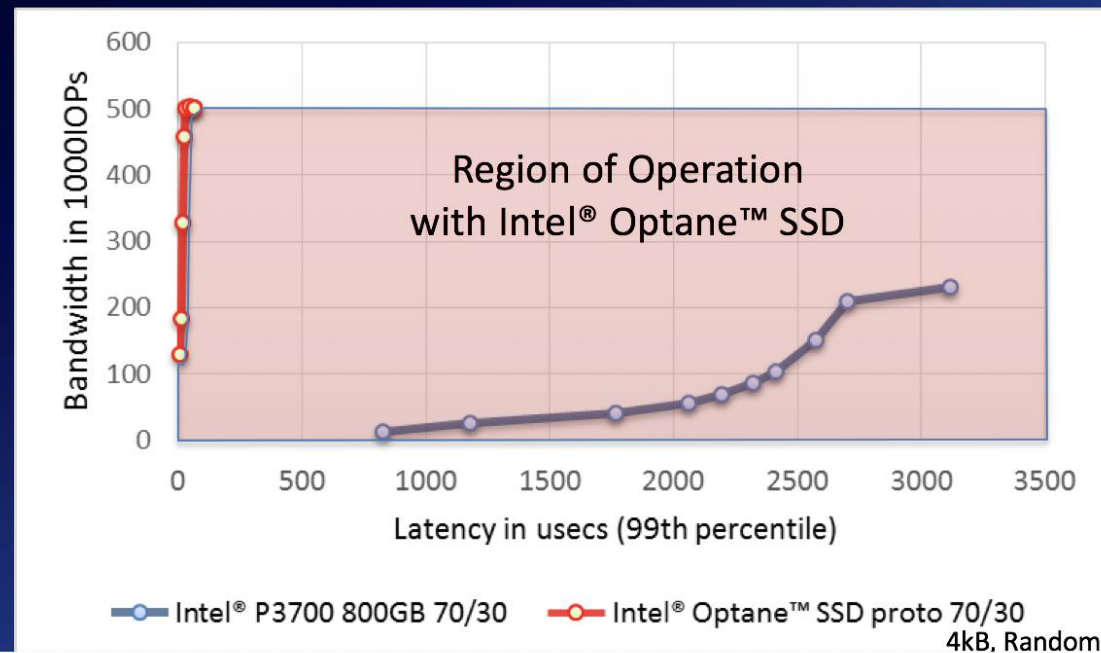 600
500
400
300
200
100
0
Bandwidth in 1000IOPs
Region of Operation
with Intel® Optane™ SSD
0 500 1000 1500 2000 2500 3000 3500
Latency in usecs (99th percentile)
Intel® P3700 800GB 70/30 Intel® Optane™ SSD proto 70/30
4kB, Random